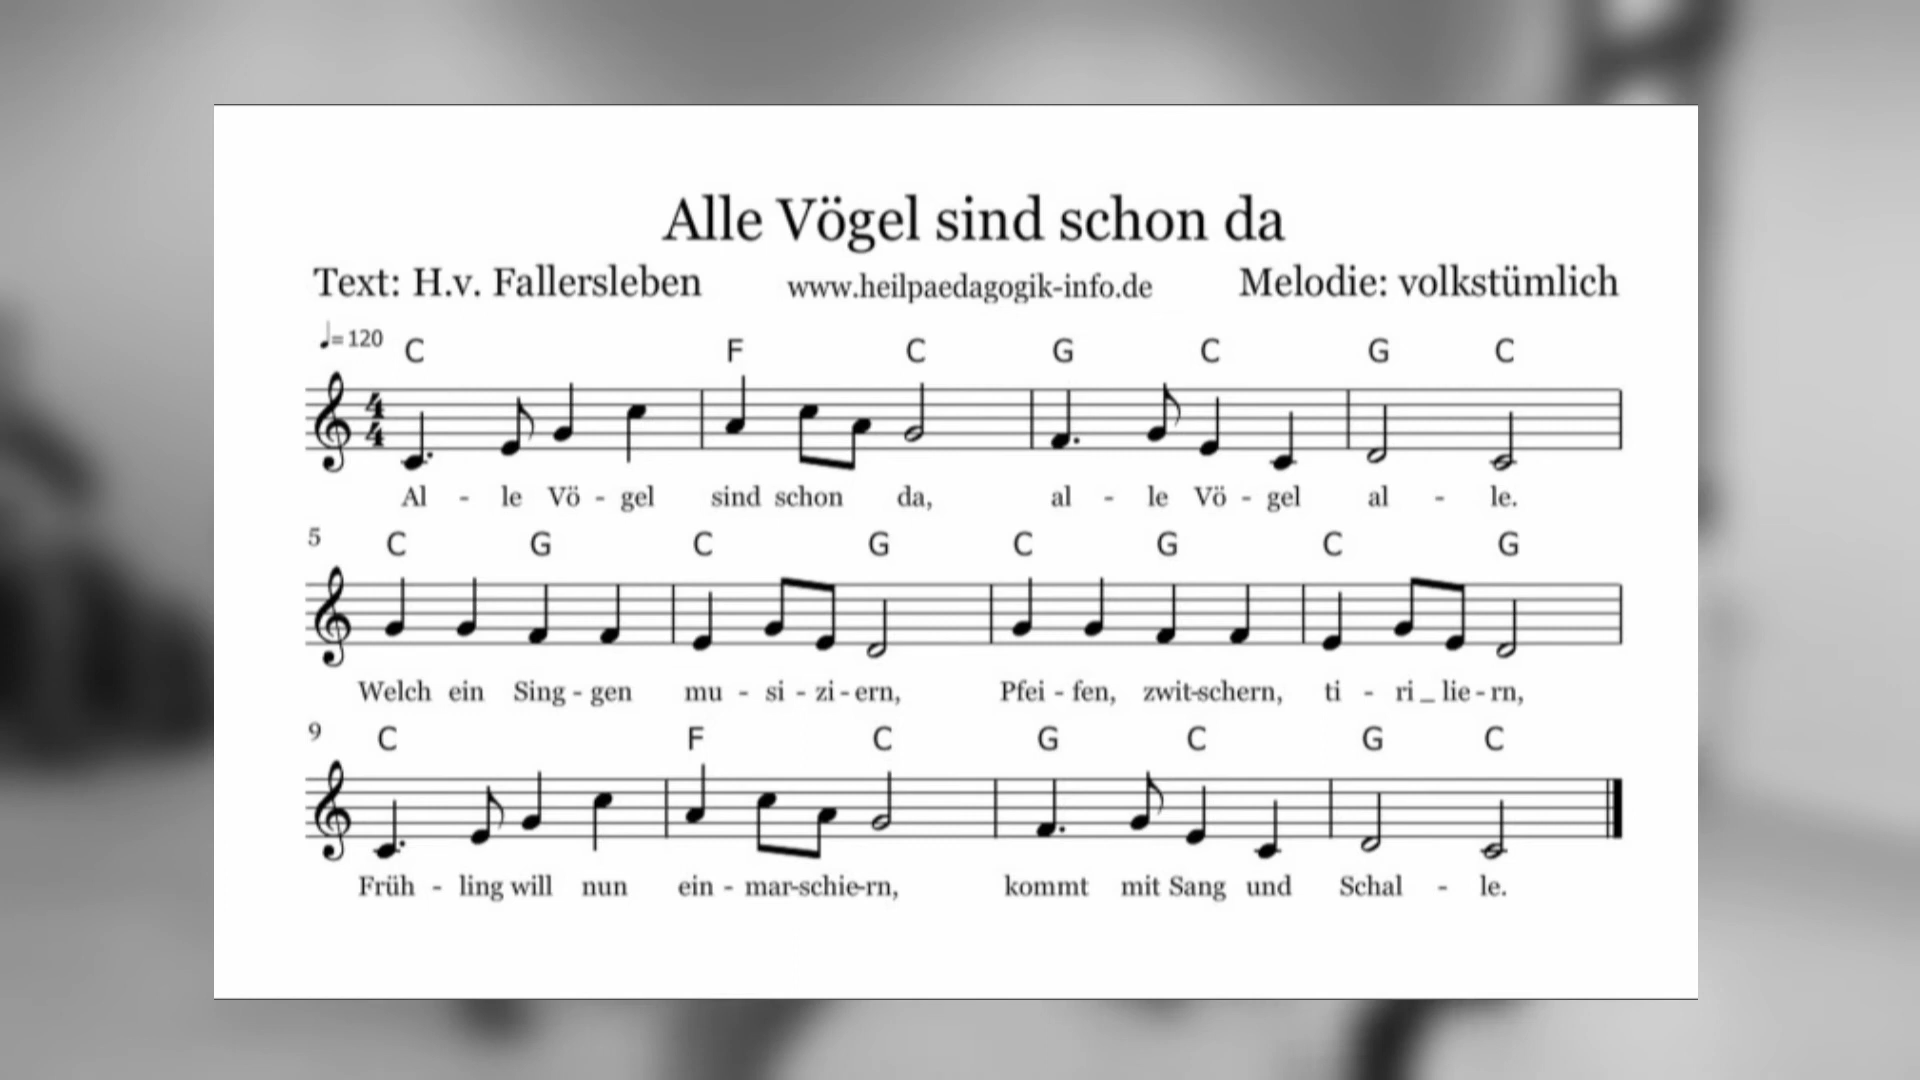 Alle Vögel sind schon da
Text: H.v. Fallersleben www.heilpaedagogik-info.de Melodie: volkstümlich
♩= 120 C F C G C G C
4/4
Al - le Vö - gel sind schon da, al - le Vö - gel al - le.
5 C G C G C G C G
Welch ein Sing - gen mu - si - zi - ern, Pfei - fen, zwit-schern, ti - ri _ lie - rn,
9 C F C G C G C
Früh - ling will nun ein - mar-schie-rn, kommt mit Sang und Schal - le.